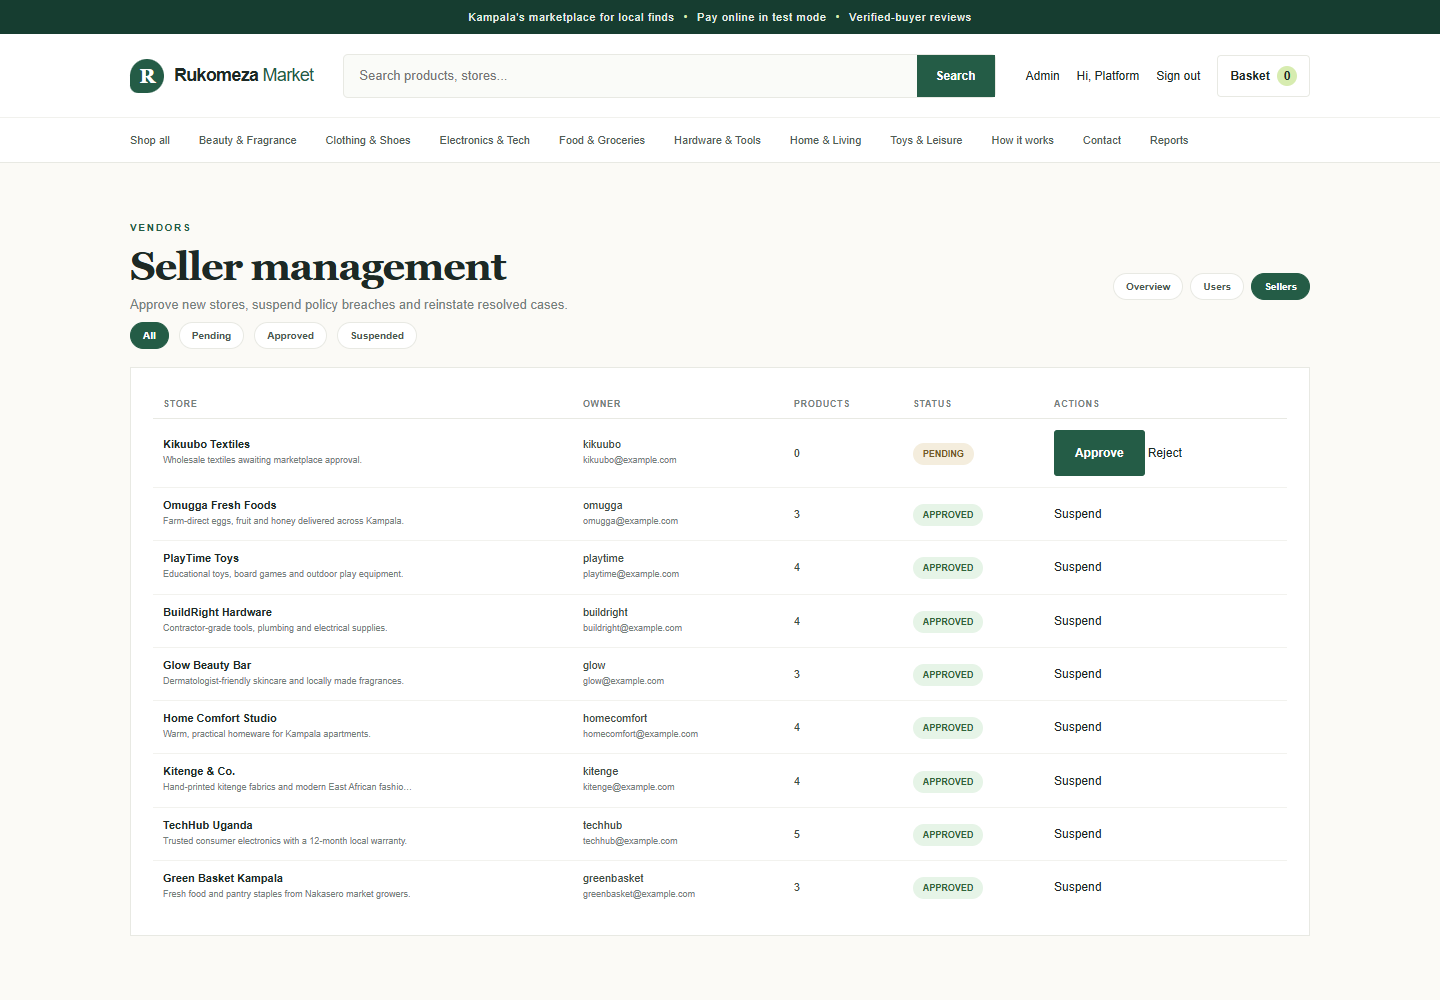 Kampala's marketplace for local finds • Pay online in test mode • Verified-buyer reviews
R Rukomeza Market Search products, stores... Search Admin Hi, Platform Sign out Basket 0
Shop all Beauty & Fragrance Clothing & Shoes Electronics & Tech Food & Groceries Hardware & Tools Home & Living Toys & Leisure How it works Contact Reports
VENDORS
Seller management
Approve new stores, suspend policy breaches and reinstate resolved cases.
Overview Users Sellers
All Pending Approved Suspended
STORE OWNER PRODUCTS STATUS ACTIONS
Kikuubo Textiles kikuubo
Wholesale textiles awaiting marketplace approval. kikuubo@example.com
0 PENDING Approve Reject
Omugga Fresh Foods omugga
Farm-direct eggs, fruit and honey delivered across Kampala. omugga@example.com
3 APPROVED Suspend
PlayTime Toys playtime
Educational toys, board games and outdoor play equipment. playtime@example.com
4 APPROVED Suspend
BuildRight Hardware buildright
Contractor-grade tools, plumbing and electrical supplies. buildright@example.com
4 APPROVED Suspend
Glow Beauty Bar glow
Dermatologist-friendly skincare and locally made fragrances. glow@example.com
3 APPROVED Suspend
Home Comfort Studio homecomfort
Warm, practical homeware for Kampala apartments. homecomfort@example.com
4 APPROVED Suspend
Kitenge & Co. kitenge
Hand-printed kitenge fabrics and modern East African fashio... kitenge@example.com
4 APPROVED Suspend
TechHub Uganda techhub
Trusted consumer electronics with a 12-month local warranty. techhub@example.com
5 APPROVED Suspend
Green Basket Kampala greenbasket
Fresh food and pantry staples from Nakasero market growers. greenbasket@example.com
3 APPROVED Suspend